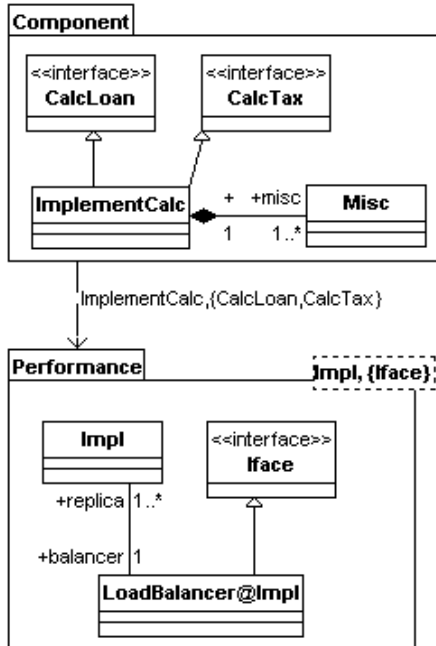 Component
<<interface>> <<interface>>
CalcLoan CalcTax
ImplementCalc + +misc Misc
1 1..*
ImplementCalc,{CalcLoan,CalcTax}
Performance Impl, {Iface}
Impl <<interface>>
Iface
+replica 1..*
+balancer 1
LoadBalancer@Impl